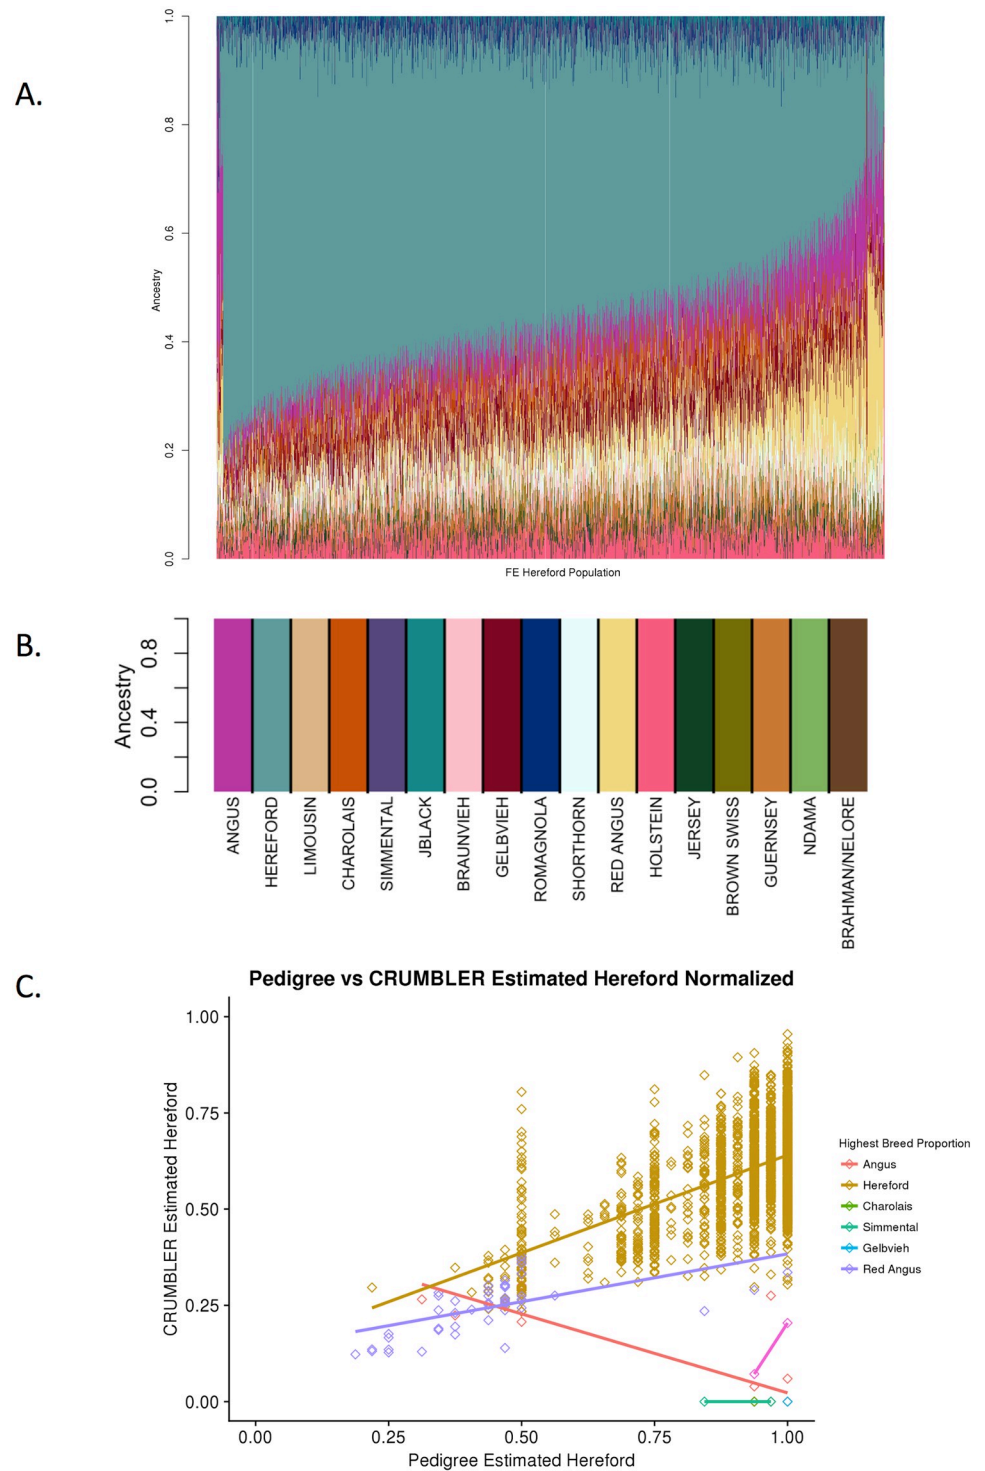 A.
1.0
0.8
0.6
0.4
0.2
0.0
Ancestry
FE Hereford Population
B.
Ancestry
0.8
0.4
0.0
ANGUS
HEREFORD
LIMOUSIN
CHAROLAIS
SIMMENTAL
JBLACK
BRAUNVIEH
GELBVIEH
ROMAGNOLA
SHORTHORN
RED ANGUS
HOLSTEIN
JERSEY
BROWN SWISS
GUERNSEY
NDAMA
BRAHMAN/NELORE
C.
Pedigree vs CRUMBLER Estimated Hereford Normalized
CRUMBLER Estimated Hereford
1.00
0.75
0.50
0.25
0.00
0.00 0.25 0.50 0.75 1.00
Pedigree Estimated Hereford
Highest Breed Proportion
Angus
Hereford
Charolais
Simmental
Gelbvieh
Red Angus